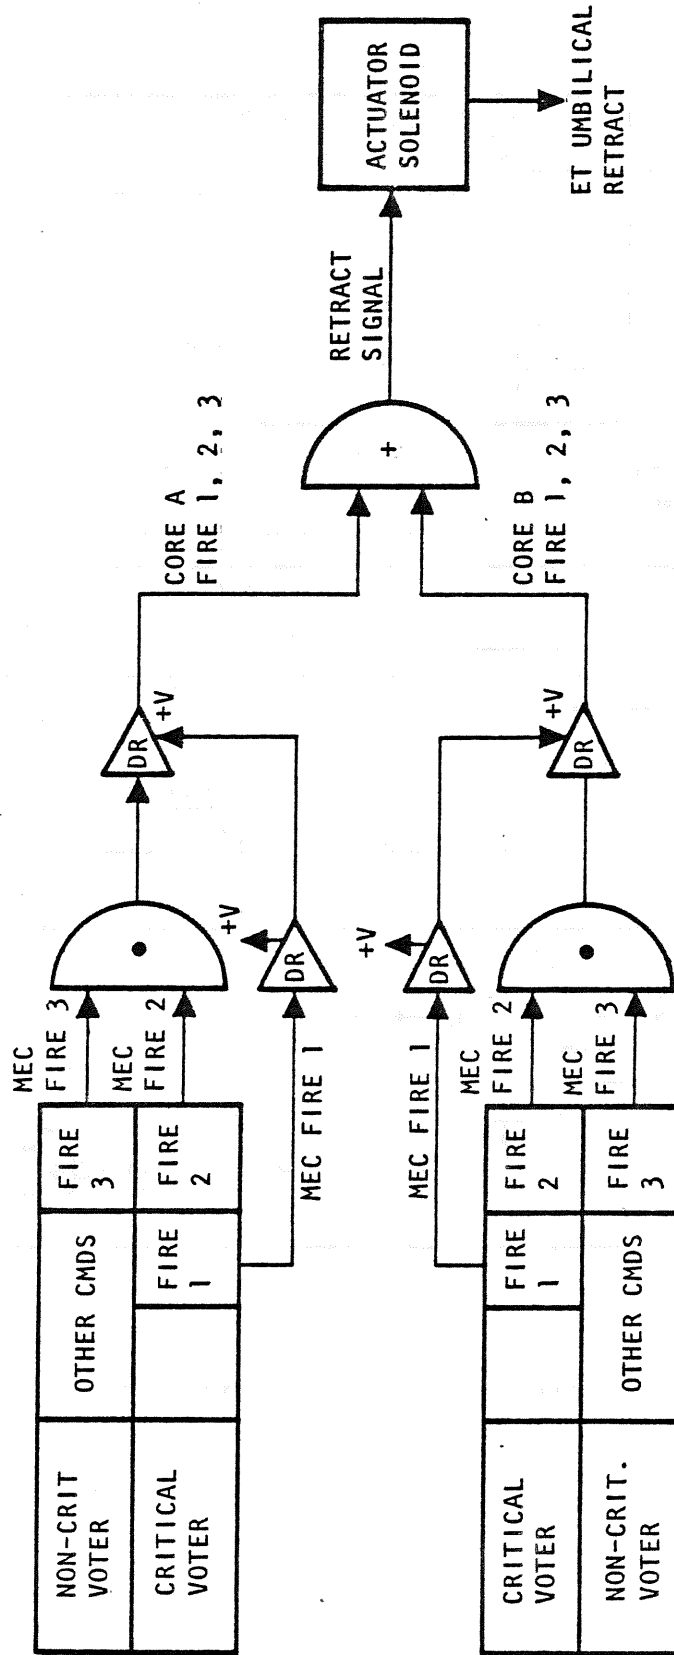 NON-CRIT
VOTER
OTHER CMDS
FIRE
3
CRITICAL
VOTER
FIRE
1
FIRE
2
MEC
FIRE 3
MEC
FIRE 2
MEC FIRE 1
•
+V
DR
DR
+V
CORE A
FIRE 1, 2, 3
CRITICAL
VOTER
FIRE
1
FIRE
2
NON-CRIT.
VOTER
OTHER CMDS
FIRE
3
MEC FIRE 1
MEC
FIRE 2
MEC
FIRE 3
+V
DR
•
+V
DR
CORE B
FIRE 1, 2, 3
+
RETRACT
SIGNAL
ACTUATOR
SOLENOID
ET UMBILICAL
RETRACT